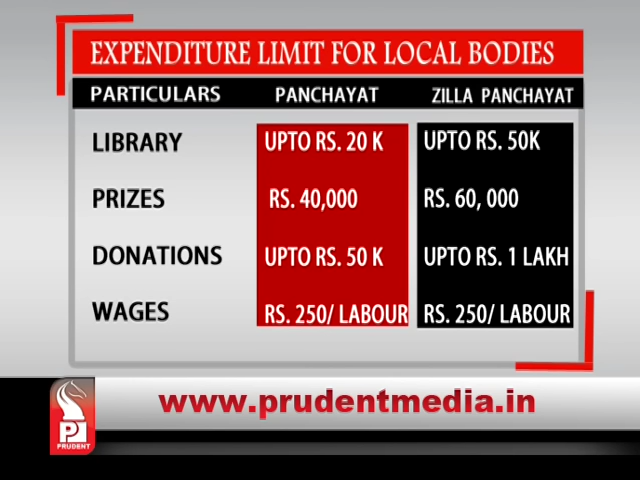 EXPENDITURE LIMIT FOR LOCAL BODIES
PARTICULARS PANCHAYAT ZILLA PANCHAYAT
LIBRARY UPTO RS. 20 K UPTO RS. 50K
PRIZES RS. 40,000 RS. 60, 000
DONATIONS UPTO RS. 50 K UPTO RS. 1 LAKH
WAGES RS. 250/ LABOUR RS. 250/ LABOUR
www.prudentmedia.in
P
PRUDENT